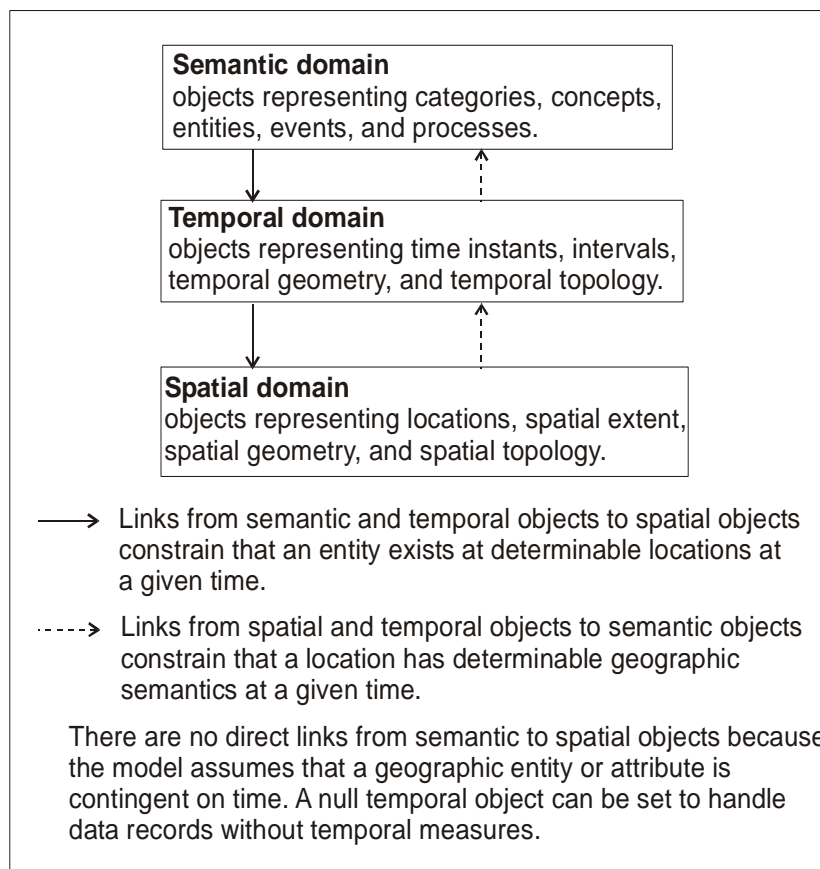 Semantic domain
objects representing categories, concepts,
entities, events, and processes.
Temporal domain
objects representing time instants, intervals,
temporal geometry, and temporal topology.
Spatial domain
objects representing locations, spatial extent,
spatial geometry, and spatial topology.
Links from semantic and temporal objects to spatial objects
constrain that an entity exists at determinable locations at
a given time.
Links from spatial and temporal objects to semantic objects
constrain that a location has determinable geographic
semantics at a given time.
There are no direct links from semantic to spatial objects because
the model assumes that a geographic entity or attribute is
contingent on time. A null temporal object can be set to handle
data records without temporal measures.